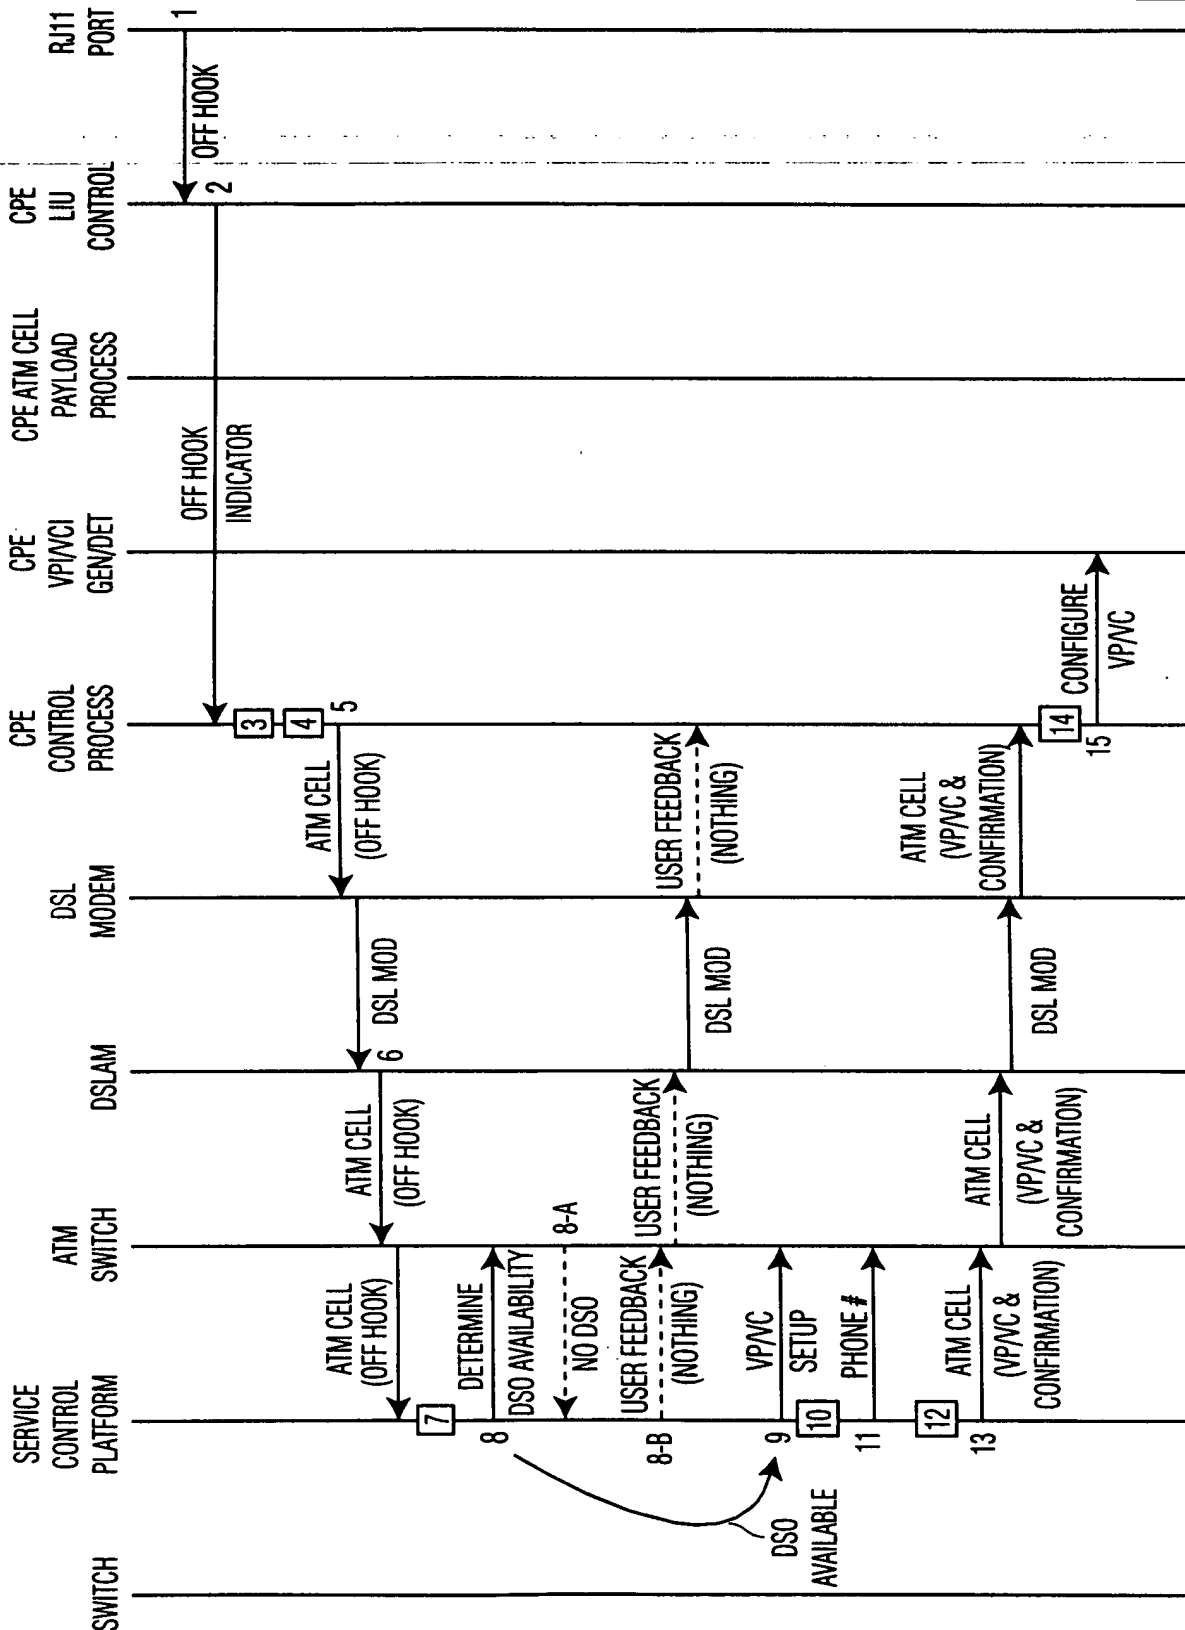 SWITCH
SERVICE
CONTROL
PLATFORM
ATM
SWITCH
DSLAM
DSL
MODEM
CPE
CONTROL
PROCESS
CPE
VPI/VCI
GEN/DET
CPE ATM CELL
PAYLOAD
PROCESS
CPE
LIU
CONTROL
RJ11
PORT
1
OFF HOOK
2
OFF HOOK
INDICATOR
3
4
5
ATM CELL
(OFF HOOK)
DSL MOD
6
ATM CELL
(OFF HOOK)
ATM CELL
(OFF HOOK)
7
8
DETERMINE
DSO AVAILABILITY
8-A
NO DSO
8-B
USER FEEDBACK
(NOTHING)
USER FEEDBACK
(NOTHING)
DSL MOD
USER FEEDBACK
(NOTHING)
DSO
AVAILABLE
9
VP/VC
SETUP
10
11
PHONE #
12
13
ATM CELL
(VP/VC &
CONFIRMATION)
ATM CELL
(VP/VC &
CONFIRMATION)
DSL MOD
ATM CELL
(VP/VC &
CONFIRMATION)
14
15
CONFIGURE
VP/VC